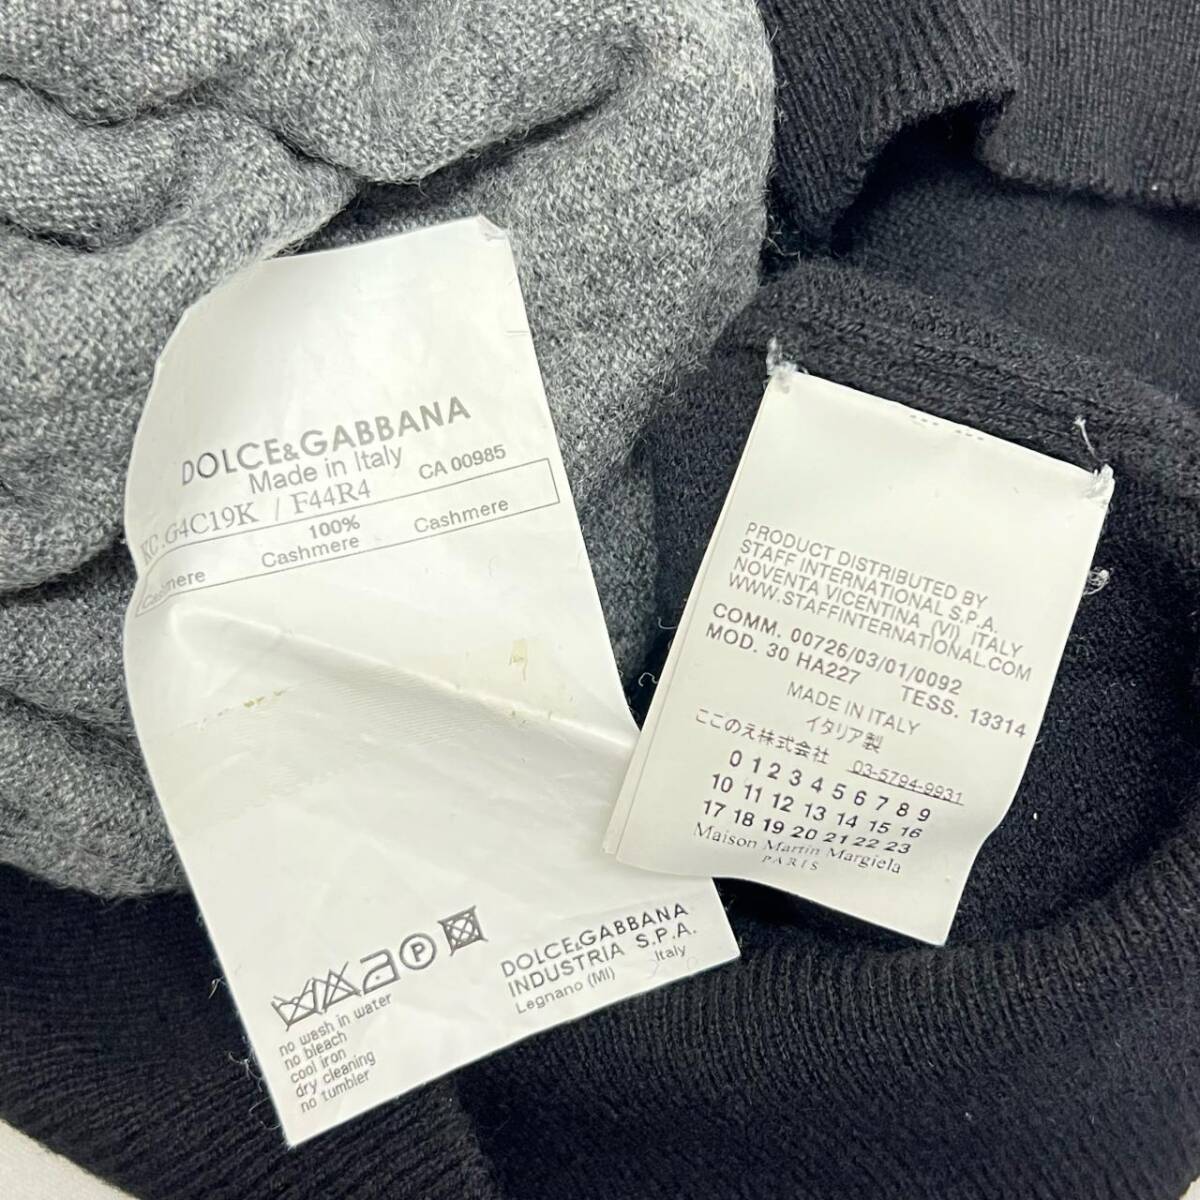 DOLCE&GABBANA
Made in Italy
CA 00985
KC.G4C19K / F44R4
100%
Cashmere Cashmere Cashmere
no wash in water
no bleach
cool iron
dry cleaning
no tumbler
P
DOLCE&GABBANA
INDUSTRIA S.P.A.
Legnano (MI) Italy
PRODUCT DISTRIBUTED BY
STAFF INTERNATIONAL S.P.A.
NOVENTA VICENTINA (VI) ITALY
WWW.STAFFINTERNATIONAL.COM
COMM. 00726/03/01/0092
MOD. 30 HA227 TESS. 13314
MADE IN ITALY
イタリア製
ここのえ株式会社 03-5794-9931
0 1 2 3 4 5 6 7 8 9
10 11 12 13 14 15 16
17 18 19 20 21 22 23
Maison Martin Margiela
PARIS